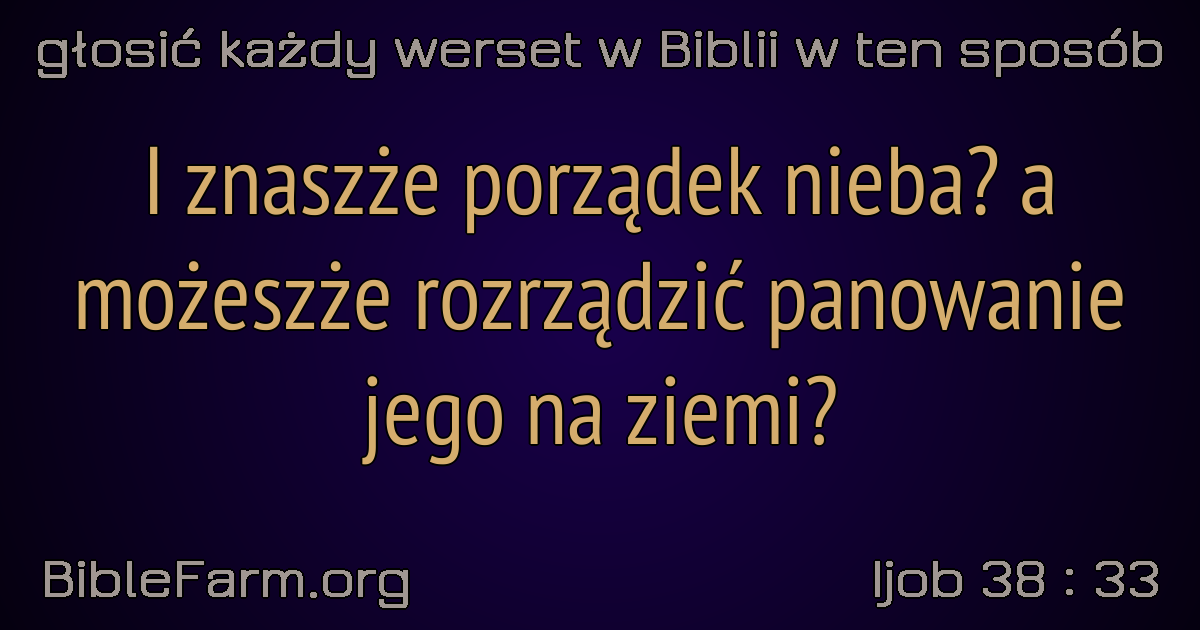 głosić każdy werset w Biblii w ten sposób
I znaszże porządek nieba? a
możeszże rozrządzić panowanie
jego na ziemi?
BibleFarm.org
Ijob 38 : 33